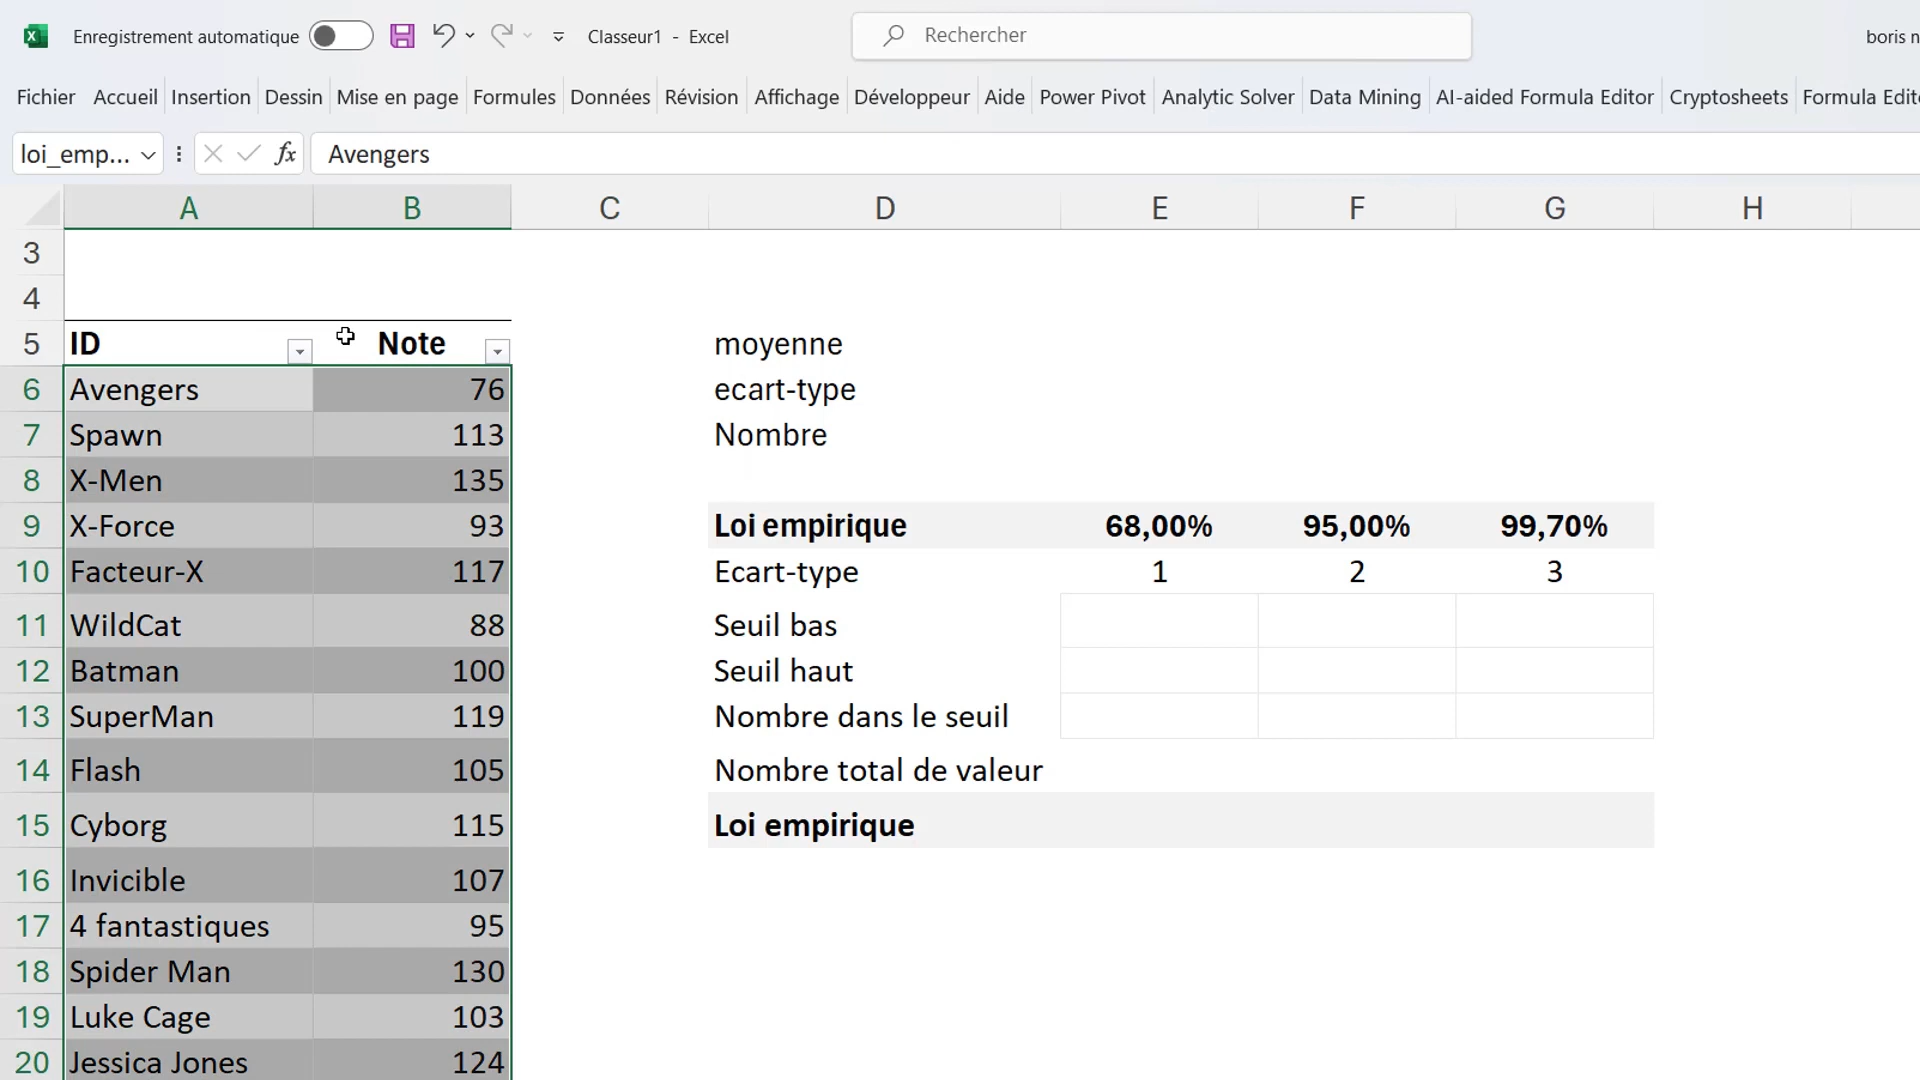 Enregistrement automatique Classeur1 - Excel Rechercher boris n
Fichier Accueil Insertion Dessin Mise en page Formules Données Révision Affichage Développeur Aide Power Pivot Analytic Solver Data Mining AI-aided Formula Editor Cryptosheets Formula Edit
loi_emp... fx Avengers
A B C D E F G H
3
4
5 ID Note moyenne
6 Avengers 76 ecart-type
7 Spawn 113 Nombre
8 X-Men 135
9 X-Force 93 Loi empirique 68,00% 95,00% 99,70%
10 Facteur-X 117 Ecart-type 1 2 3
11 WildCat 88 Seuil bas
12 Batman 100 Seuil haut
13 SuperMan 119 Nombre dans le seuil
14 Flash 105 Nombre total de valeur
15 Cyborg 115 Loi empirique
16 Invicible 107
17 4 fantastiques 95
18 Spider Man 130
19 Luke Cage 103
20 Jessica Jones 124